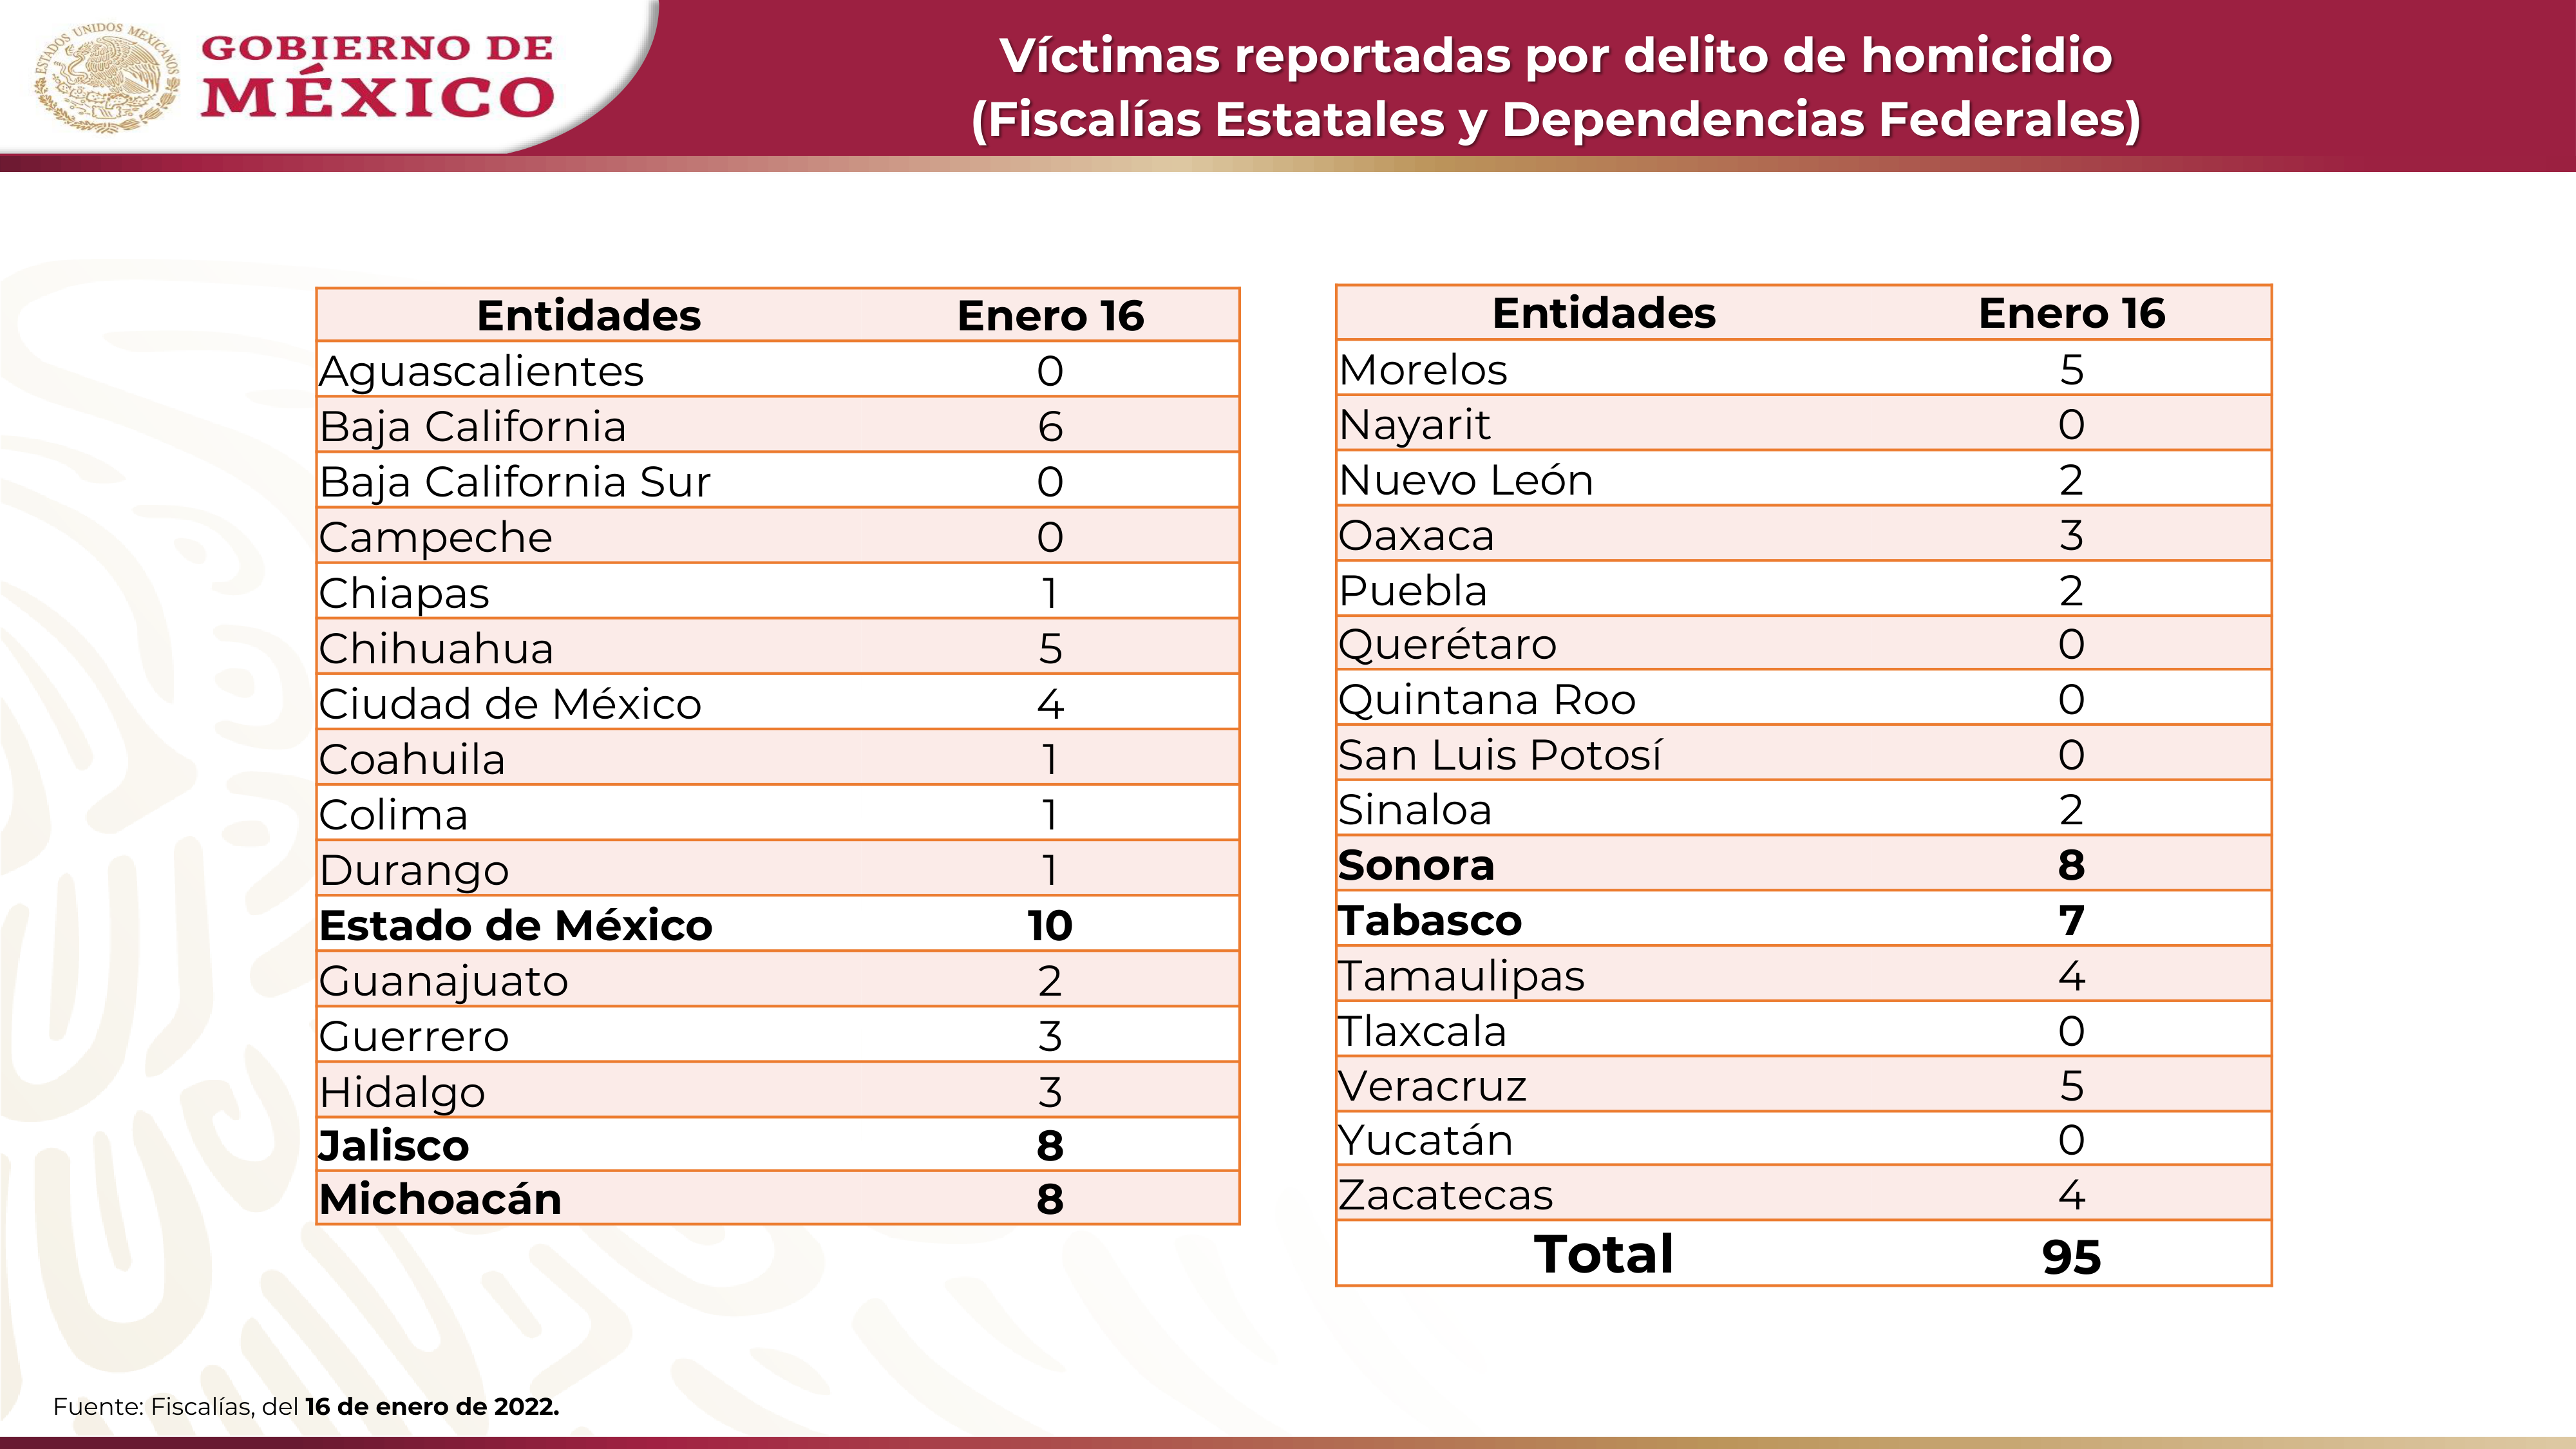 ESTADOS UNIDOS MEXICANOS
GOBIERNO DE
MÉXICO
Víctimas reportadas por delito de homicidio
(Fiscalías Estatales y Dependencias Federales)
Entidades Enero 16
Aguascalientes 0
Baja California 6
Baja California Sur 0
Campeche 0
Chiapas 1
Chihuahua 5
Ciudad de México 4
Coahuila 1
Colima 1
Durango 1
Estado de México 10
Guanajuato 2
Guerrero 3
Hidalgo 3
Jalisco 8
Michoacán 8
Entidades Enero 16
Morelos 5
Nayarit 0
Nuevo León 2
Oaxaca 3
Puebla 2
Querétaro 0
Quintana Roo 0
San Luis Potosí 0
Sinaloa 2
Sonora 8
Tabasco 7
Tamaulipas 4
Tlaxcala 0
Veracruz 5
Yucatán 0
Zacatecas 4
Total 95
Fuente: Fiscalías, del 16 de enero de 2022.